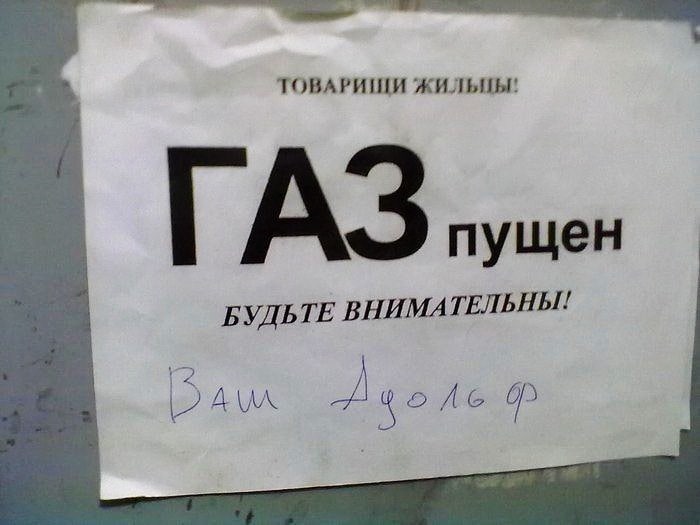 ТОВАРИЩИ ЖИЛЬЦЫ!
ГАЗ пущен
БУДЬТЕ ВНИМАТЕЛЬНЫ!
Ваш Адольф